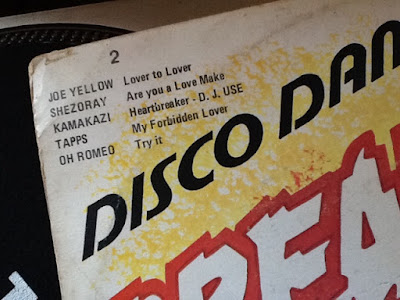 2
JOE YELLOW Lover to Lover
SHEZORAY Are you a Love Make
KAMAKAZI Heartbreaker - D. J. USE
TAPPS My Forbidden Lover
OH ROMEO Try it
DISCO DAN
REA